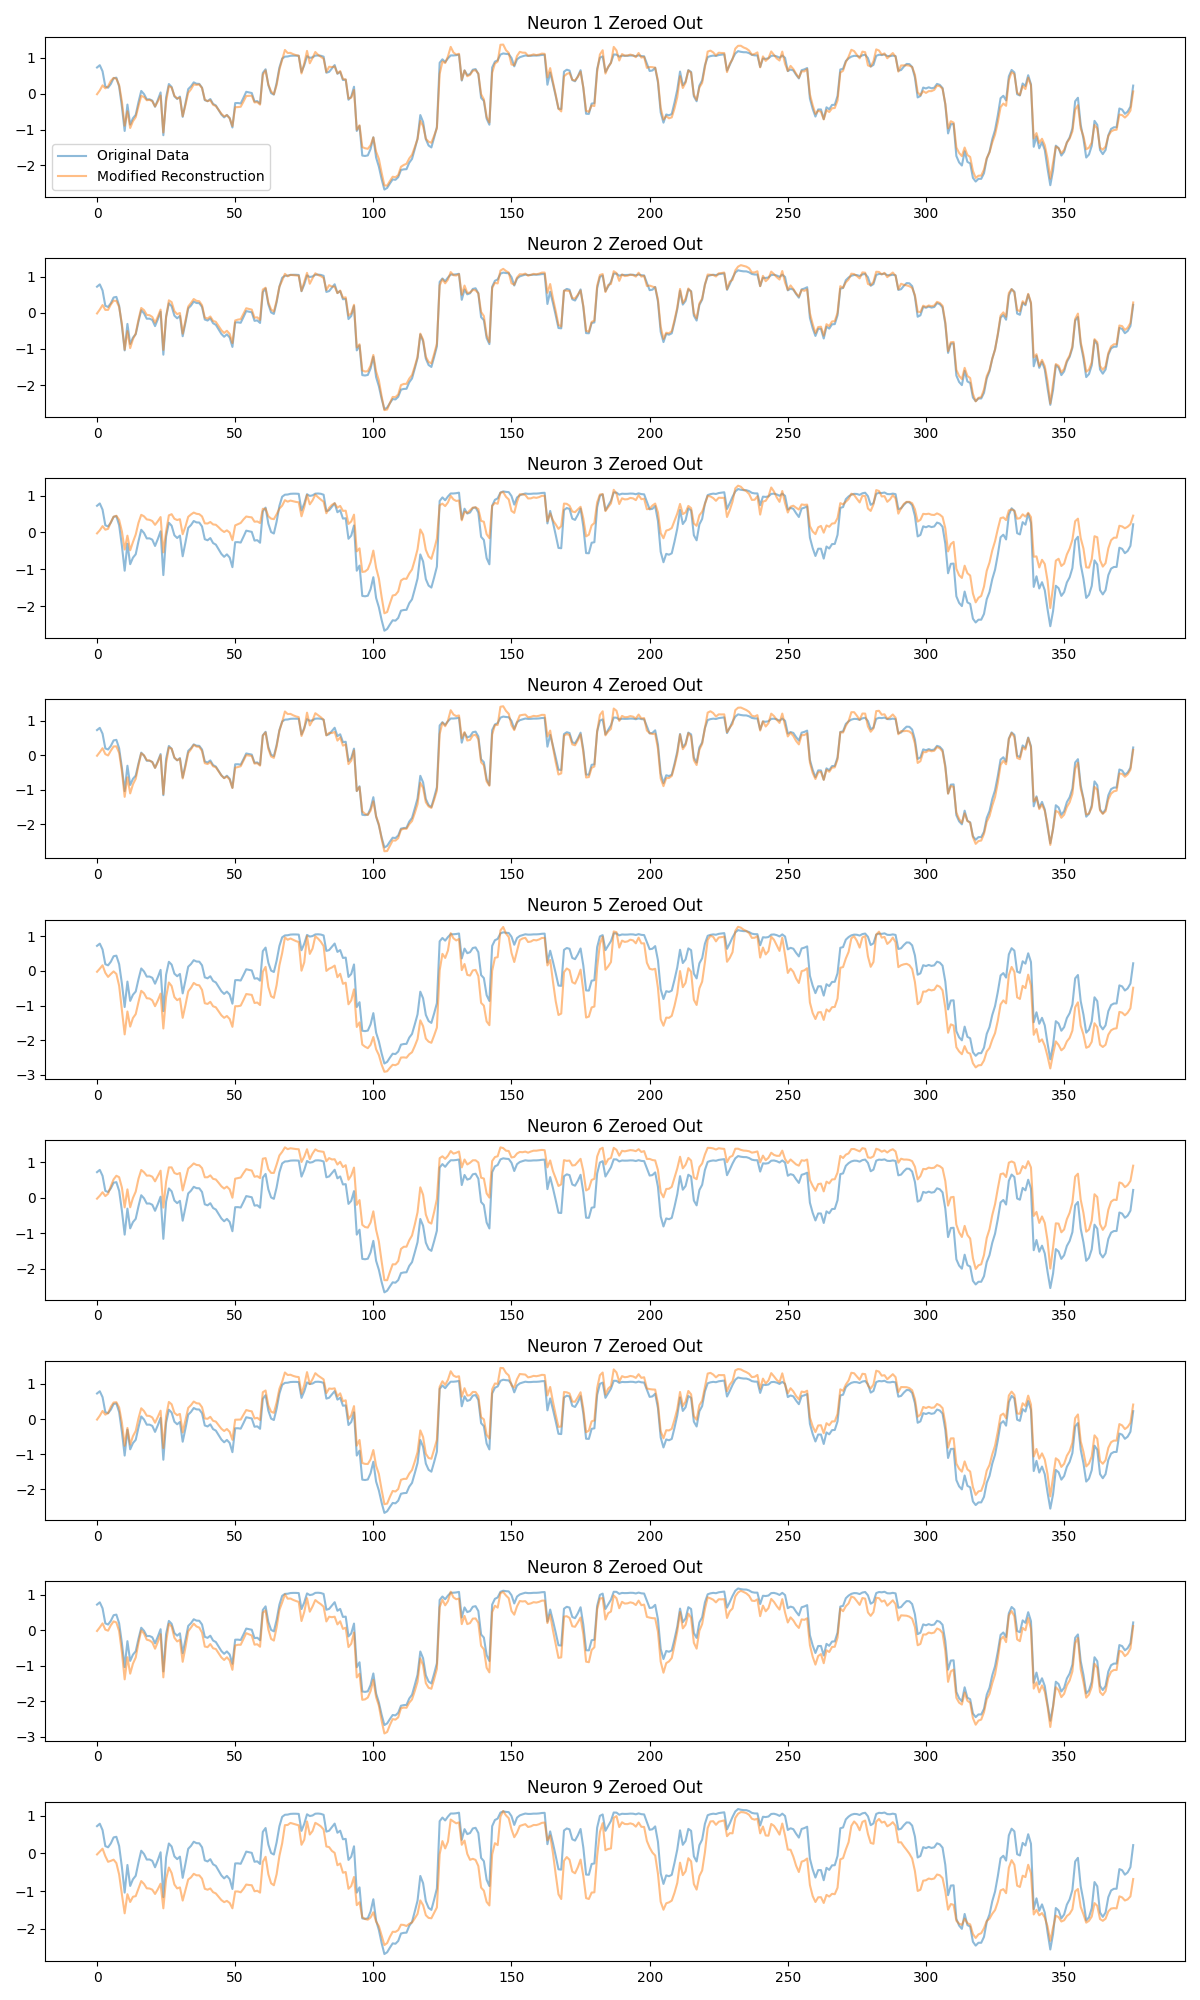 Neuron 1 Zeroed Out
1
0
−1
−2
Original Data
Modified Reconstruction
0 50 100 150 200 250 300 350
Neuron 2 Zeroed Out
1
0
−1
−2
0 50 100 150 200 250 300 350
Neuron 3 Zeroed Out
1
0
−1
−2
0 50 100 150 200 250 300 350
Neuron 4 Zeroed Out
1
0
−1
−2
0 50 100 150 200 250 300 350
Neuron 5 Zeroed Out
1
0
−1
−2
−3
0 50 100 150 200 250 300 350
Neuron 6 Zeroed Out
1
0
−1
−2
0 50 100 150 200 250 300 350
Neuron 7 Zeroed Out
1
0
−1
−2
0 50 100 150 200 250 300 350
Neuron 8 Zeroed Out
1
0
−1
−2
−3
0 50 100 150 200 250 300 350
Neuron 9 Zeroed Out
1
0
−1
−2
0 50 100 150 200 250 300 350